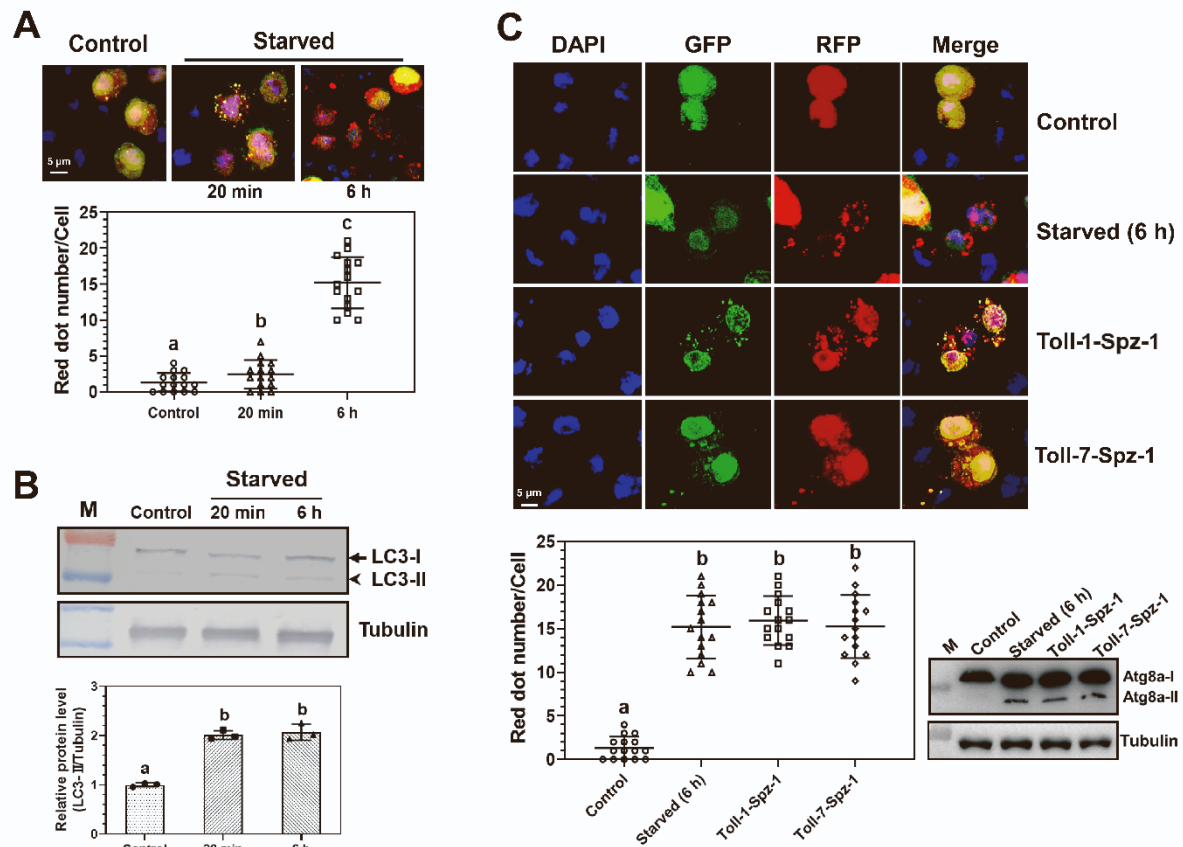 A
Control
Starved
5 µm
20 min
6 h
Red dot number/Cell
25
20
15
10
5
0
a
b
c
Control
20 min
6 h
B
Starved
M
Control
20 min
6 h
LC3-I
LC3-II
Tubulin
Relative protein level
(LC3-II/Tubulin)
3
2
1
0
a
b
b
Control
20 min
6 h
C
DAPI
GFP
RFP
Merge
Control
Starved (6 h)
Toll-1-Spz-1
Toll-7-Spz-1
5 µm
Red dot number/Cell
25
20
15
10
5
0
a
b
b
b
Control
Starved (6 h)
Toll-1-Spz-1
Toll-7-Spz-1
M
Control
Starved (6 h)
Toll-1-Spz-1
Toll-7-Spz-1
Atg8a-I
Atg8a-II
Tubulin